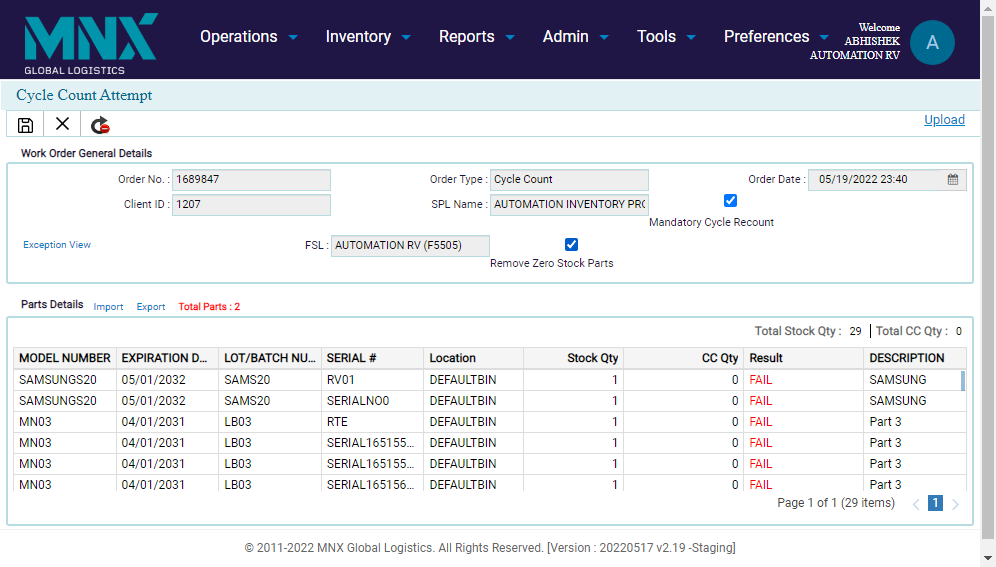 MNX
GLOBAL LOGISTICS
Operations Inventory Reports Admin Tools Preferences
Welcome
ABHISHEK
AUTOMATION RV
A
Cycle Count Attempt
Upload
Work Order General Details
Order No. : 1689847 Order Type : Cycle Count Order Date : 05/19/2022 23:40
Client ID : 1207 SPL Name : AUTOMATION INVENTORY PRO
Mandatory Cycle Recount
Exception View FSL : AUTOMATION RV (F5505)
Remove Zero Stock Parts
Parts Details Import Export Total Parts : 2
Total Stock Qty : 29 Total CC Qty : 0
MODEL NUMBER EXPIRATION D... LOT/BATCH NU... SERIAL # Location Stock Qty CC Qty Result DESCRIPTION
SAMSUNGS20 05/01/2032 SAMS20 RV01 DEFAULTBIN 1 0 FAIL SAMSUNG
SAMSUNGS20 05/01/2032 SAMS20 SERIALNO0 DEFAULTBIN 1 0 FAIL SAMSUNG
MN03 04/01/2031 LB03 RTE DEFAULTBIN 1 0 FAIL Part 3
MN03 04/01/2031 LB03 SERIAL165155... DEFAULTBIN 1 0 FAIL Part 3
MN03 04/01/2031 LB03 SERIAL165155... DEFAULTBIN 1 0 FAIL Part 3
MN03 04/01/2031 LB03 SERIAL165156... DEFAULTBIN 1 0 FAIL Part 3
Page 1 of 1 (29 items) 1
© 2011-2022 MNX Global Logistics. All Rights Reserved. [Version : 20220517 v2.19 -Staging]